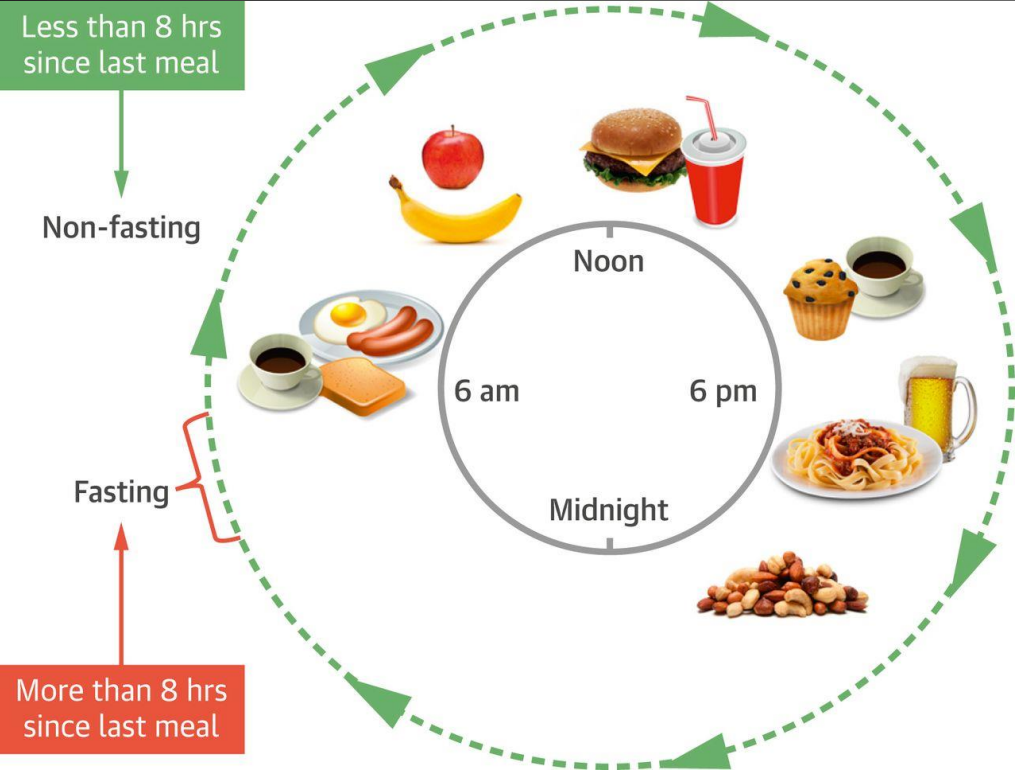 Less than 8 hrs
since last meal
Non-fasting
Noon
6 am
6 pm
Fasting
Midnight
More than 8 hrs
since last meal